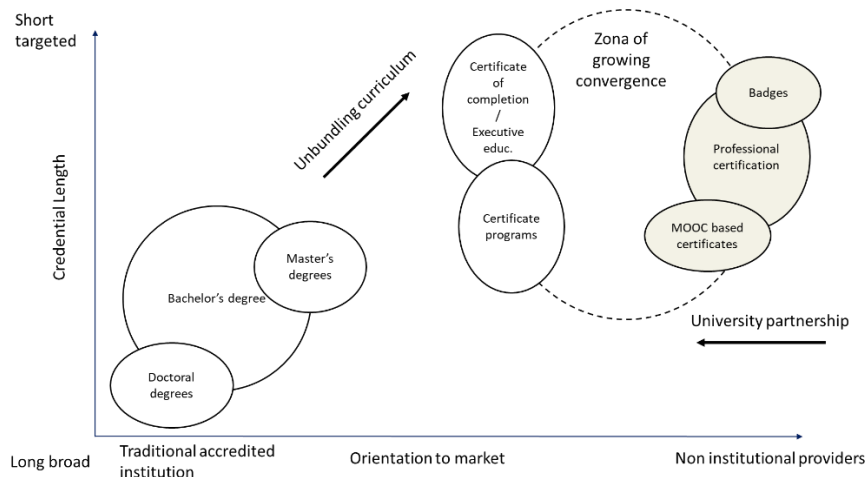 Short
targeted
Credential Length
Long broad
Unbundling curriculum
Certificate
of
completion
/
Executive
educ.
Certificate
programs
Zona of
growing
convergence
Badges
Professional
certification
MOOC based
certificates
Master's
degrees
Bachelor's degree
Doctoral
degrees
University partnership
Traditional accredited
institution
Orientation to market
Non institutional providers